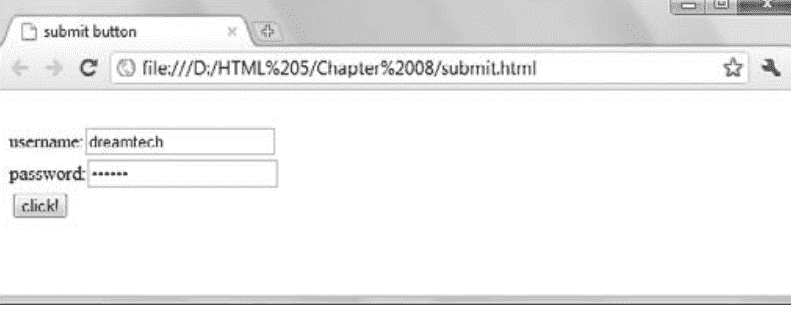 submit button
file:///D:/HTML%205/Chapter%2008/submit.html
username: dreamtech
password: ••••••
click!